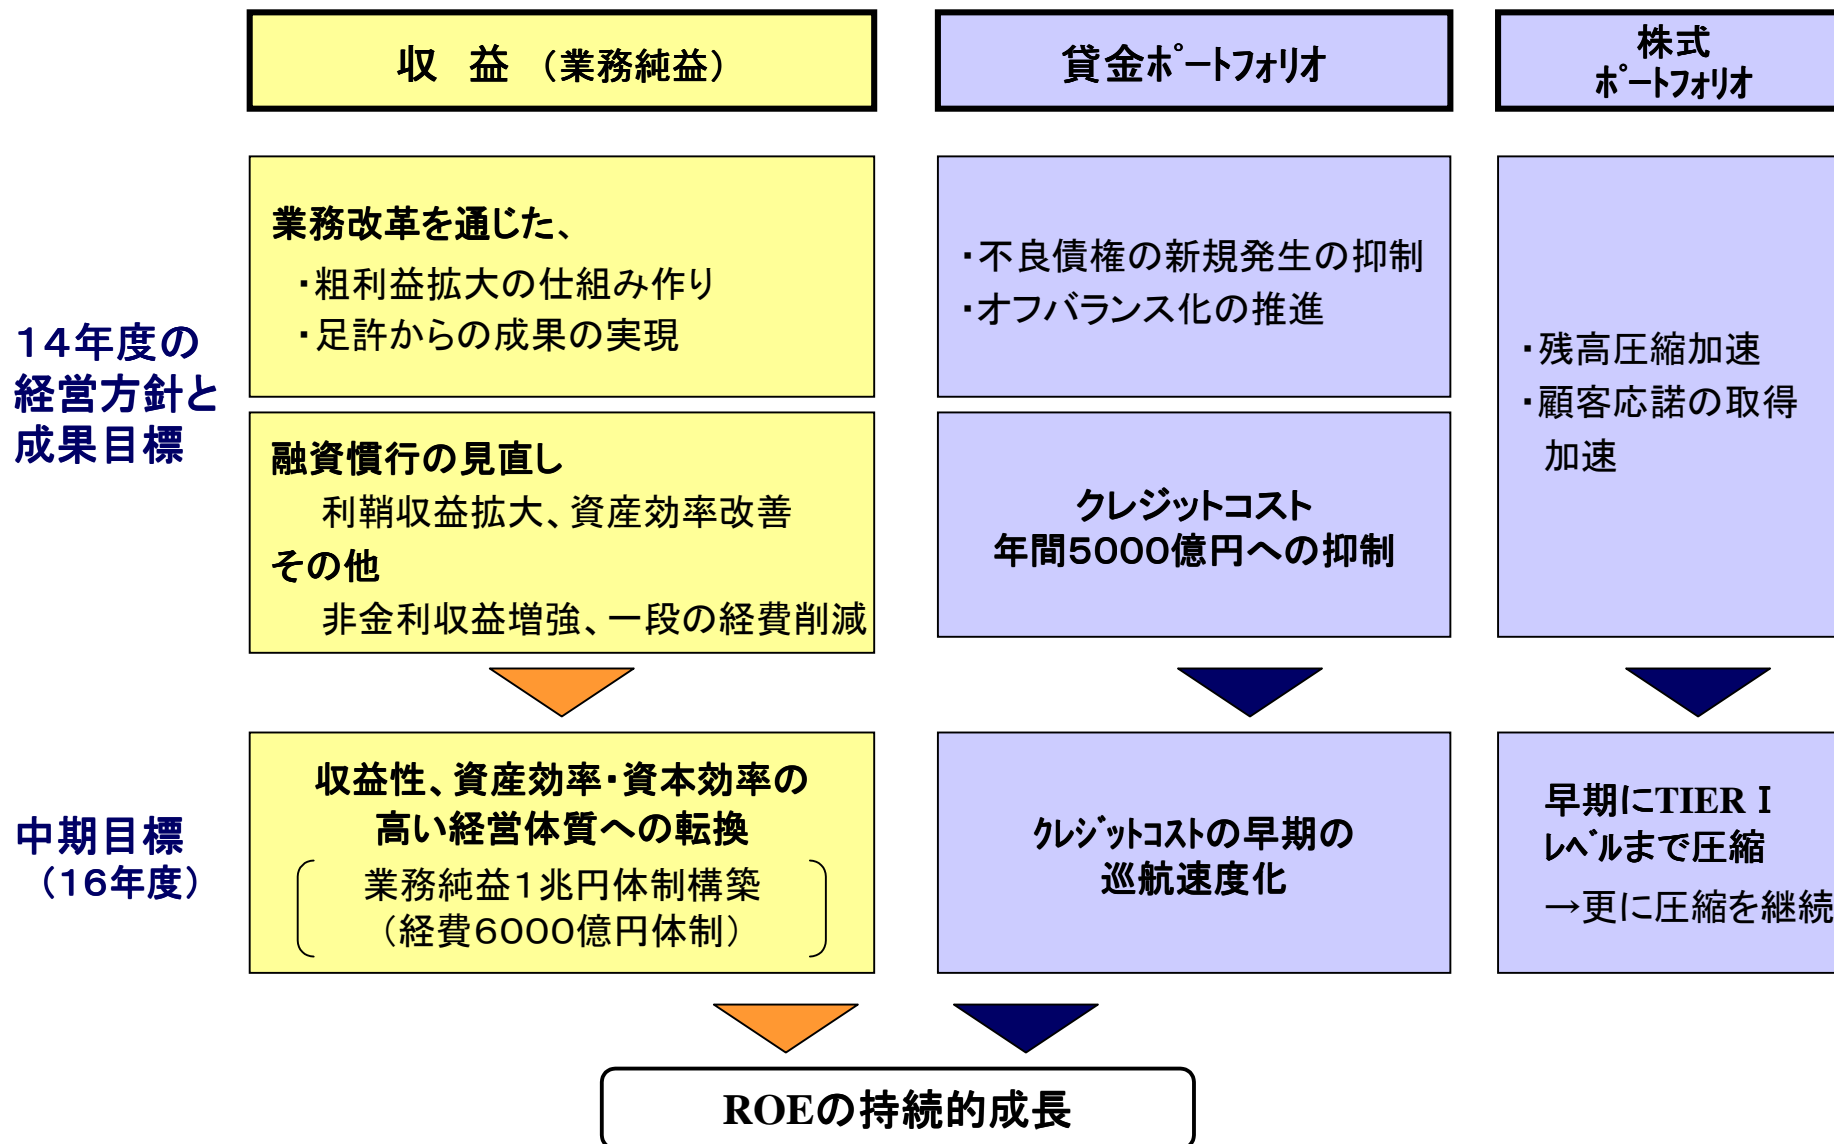 収 益 （業務純益）
貸金ﾎﾟｰﾄﾌｫﾘｵ
株式
ﾎﾟｰﾄﾌｫﾘｵ
14年度の
経営方針と
成果目標
業務改革を通じた、
・粗利益拡大の仕組み作り
・足許からの成果の実現
融資慣行の見直し
利鞘収益拡大、資産効率改善
その他
非金利収益増強、一段の経費削減
・不良債権の新規発生の抑制
・オフバランス化の推進
クレジットコスト
年間5000億円への抑制
・残高圧縮加速
・顧客応諾の取得
加速
中期目標
（16年度）
収益性、資産効率・資本効率の
高い経営体質への転換
業務純益1兆円体制構築
（経費6000億円体制）
ｸﾚｼﾞｯﾄｺｽﾄの早期の
巡航速度化
早期にTIERⅠ
ﾚﾍﾞﾙまで圧縮
→更に圧縮を継続
ROEの持続的成長